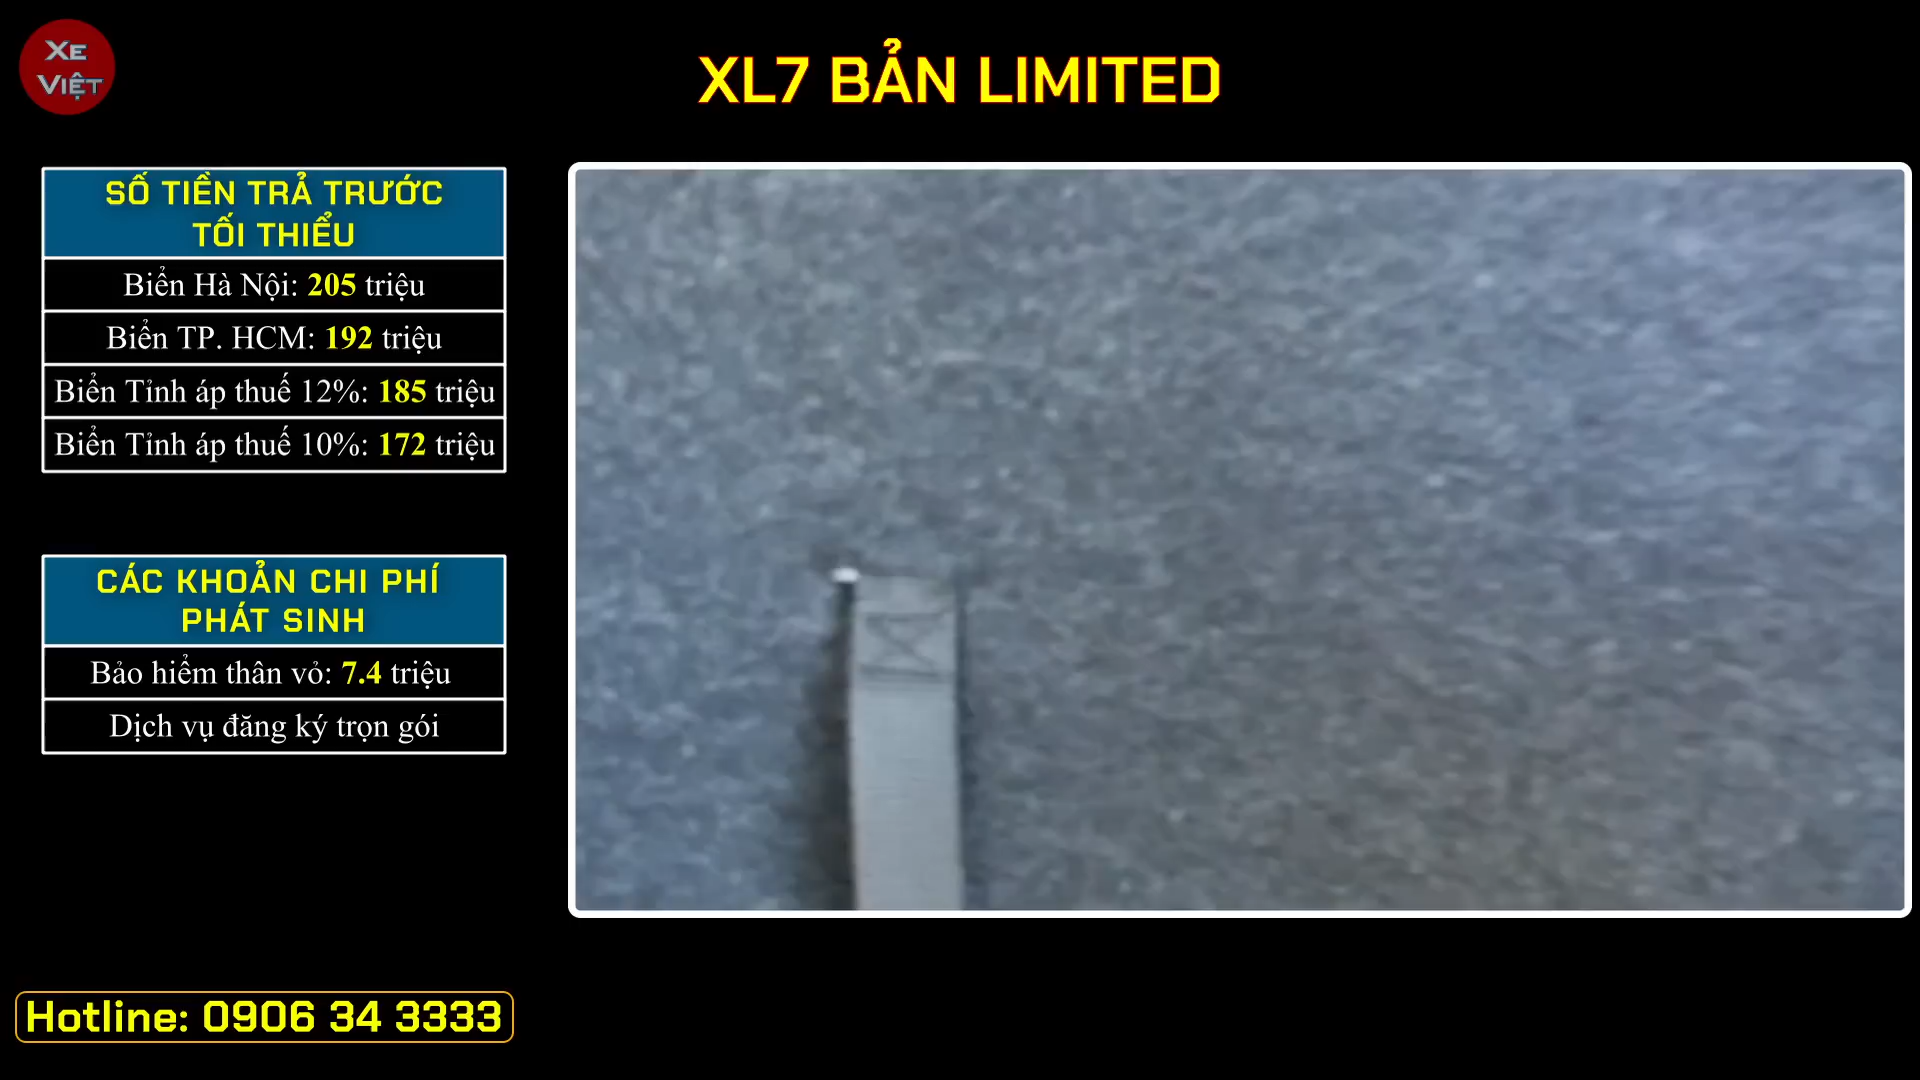 XE
VIỆT
XL7 BẢN LIMITED
SỐ TIỀN TRẢ TRƯỚC
TỐI THIỂU
Biển Hà Nội: 205 triệu
Biển TP. HCM: 192 triệu
Biển Tỉnh áp thuế 12%: 185 triệu
Biển Tỉnh áp thuế 10%: 172 triệu
CÁC KHOẢN CHI PHÍ
PHÁT SINH
Bảo hiểm thân vỏ: 7.4 triệu
Dịch vụ đăng ký trọn gói
Hotline: 0906 34 3333